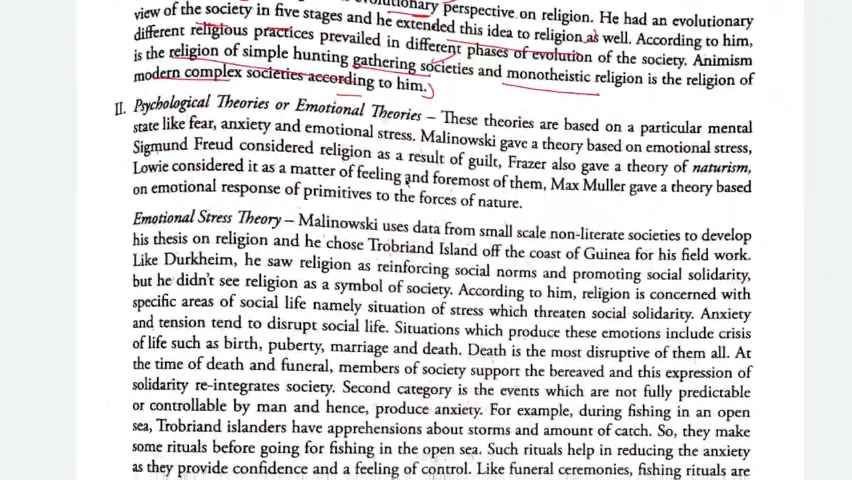 evolutionary perspective on religion. He had an evolutionary
view of the society in five stages and he extended this idea to religion as well. According to him,
different religious practices prevailed in different phases of evolution of the society. Animism
is the religion of simple hunting gathering societies and monotheistic religion is the religion of
modern complex societies according to him.
II. Psychological Theories or Emotional Theories – These theories are based on a particular mental
state like fear, anxiety and emotional stress. Malinowski gave a theory based on emotional stress,
Sigmund Freud considered religion as a result of guilt, Frazer also gave a theory of naturism,
Lowie considered it as a matter of feeling and foremost of them, Max Muller gave a theory based
on emotional response of primitives to the forces of nature.
Emotional Stress Theory – Malinowski uses data from small scale non-literate societies to develop
his thesis on religion and he chose Trobriand Island off the coast of Guinea for his field work.
Like Durkheim, he saw religion as reinforcing social norms and promoting social solidarity,
but he didn't see religion as a symbol of society. According to him, religion is concerned with
specific areas of social life namely situation of stress which threaten social solidarity. Anxiety
and tension tend to disrupt social life. Situations which produce these emotions include crisis
of life such as birth, puberty, marriage and death. Death is the most disruptive of them all. At
the time of death and funeral, members of society support the bereaved and this expression of
solidarity re-integrates society. Second category is the events which are not fully predictable
or controllable by man and hence, produce anxiety. For example, during fishing in an open
sea, Trobriand islanders have apprehensions about storms and amount of catch. So, they make
some rituals before going for fishing in the open sea. Such rituals help in reducing the anxiety
as they provide confidence and a feeling of control. Like funeral ceremonies, fishing rituals are